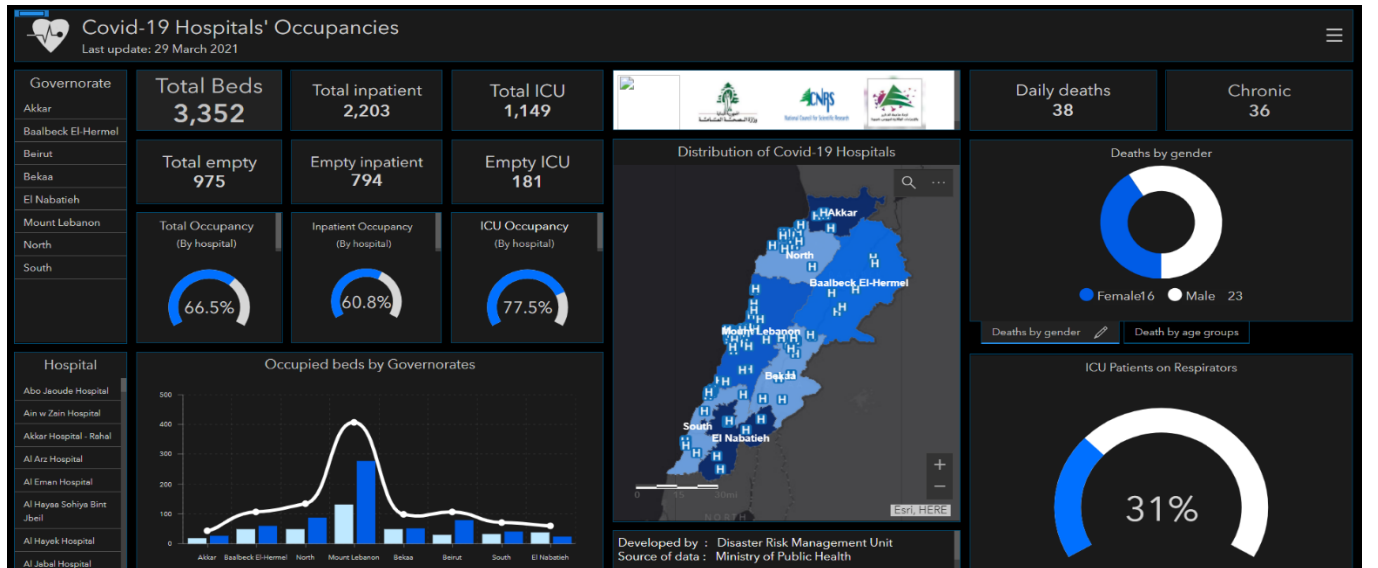 Covid-19 Hospitals' Occupancies
Last update: 29 March 2021
Governorate
Akkar
Baalbeck El-Hermel
Beirut
Bekaa
El Nabatieh
Mount Lebanon
North
South
Total Beds
3,352
Total inpatient
2,203
Total ICU
1,149
Total empty
975
Empty inpatient
794
Empty ICU
181
Total Occupancy
(By hospital)
66.5%
Inpatient Occupancy
(By hospital)
60.8%
ICU Occupancy
(By hospital)
77.5%
CNRS
National Council for Scientific Research
Daily deaths
38
Chronic
36
Distribution of Covid-19 Hospitals
Akkar
North
Baalbeck El-Hermel
Mount Lebanon
Bekaa
South
El Nabatieh
0 15 30mi
NORTH
Esri, HERE
Deaths by gender
Female16 Male 23
Deaths by gender
Death by age groups
Hospital
Abo Jaoude Hospital
Ain w Zein Hospital
Akkar Hospital - Rahal
Al Arz Hospital
Al Eman Hospital
Al Hayaa Sohiya Bint
Jbeil
Al Hayek Hospital
Al Jabal Hospital
Occupied beds by Governorates
500
400
300
200
100
0
Akkar Baalbeck El-Hermel North Mount Lebanon Bekaa Beirut South El Nabatieh
Developed by : Disaster Risk Management Unit
Source of data : Ministry of Public Health
ICU Patients on Respirators
31%